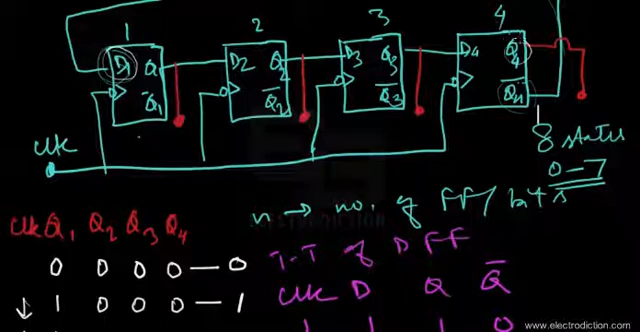 1 2 3 4
D1 Q1 D2 Q2 D3 Q3 D4 Q4
Q̅1 Q̅2 Q̅3 Q̅4
clk
8 states
0-7
n → no. of FF / bits
clk Q1 Q2 Q3 Q4
T-T of D FF
0 0 0 0 — 0
clk D Q Q̅
↓ 1 0 0 0 — 1
1 1 1 0
www.electrodiction.com